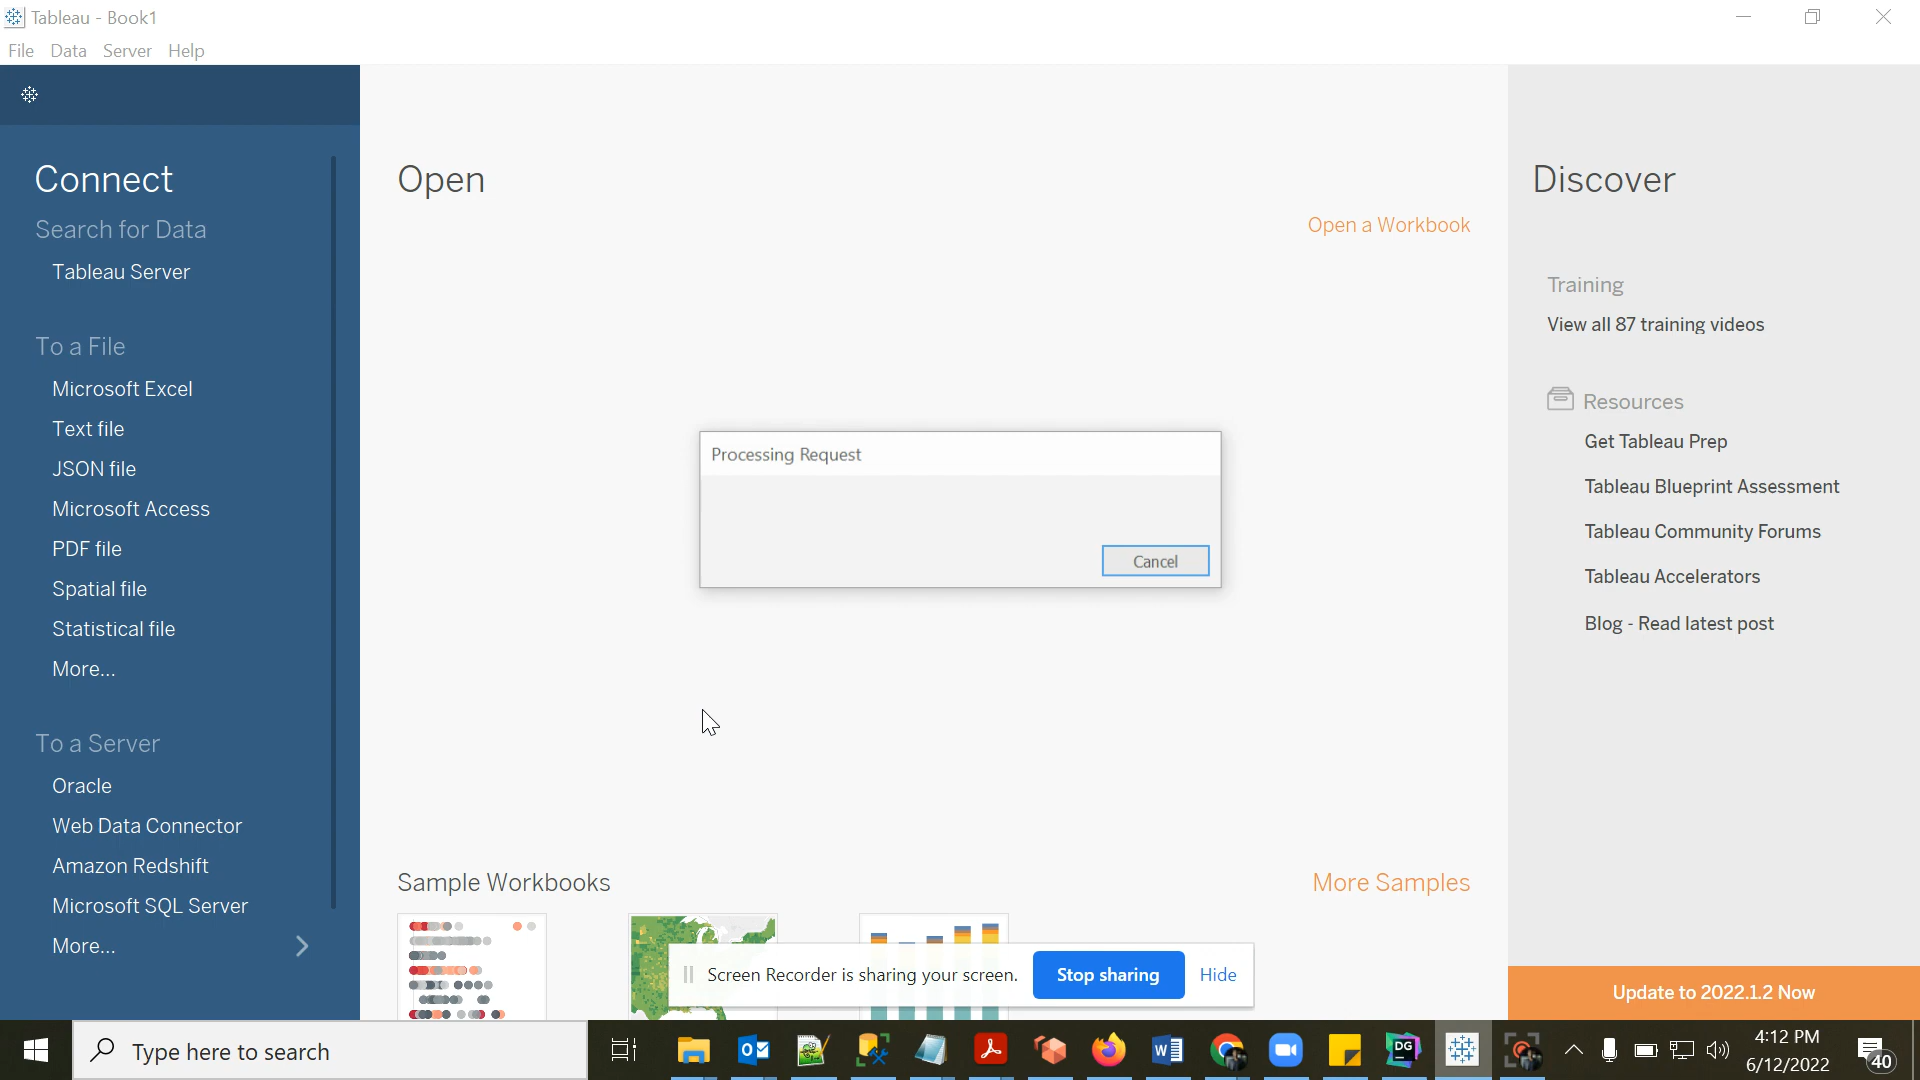 Tableau - Book1
File Data Server Help
Connect
Search for Data
Tableau Server
To a File
Microsoft Excel
Text file
JSON file
Microsoft Access
PDF file
Spatial file
Statistical file
More...
To a Server
Oracle
Web Data Connector
Amazon Redshift
Microsoft SQL Server
More...
Open
Open a Workbook
Processing Request
Cancel
Sample Workbooks
More Samples
Screen Recorder is sharing your screen.
Stop sharing
Hide
Discover
Training
View all 87 training videos
Resources
Get Tableau Prep
Tableau Blueprint Assessment
Tableau Community Forums
Tableau Accelerators
Blog - Read latest post
Update to 2022.1.2 Now
Type here to search
DG
4:12 PM
6/12/2022
40